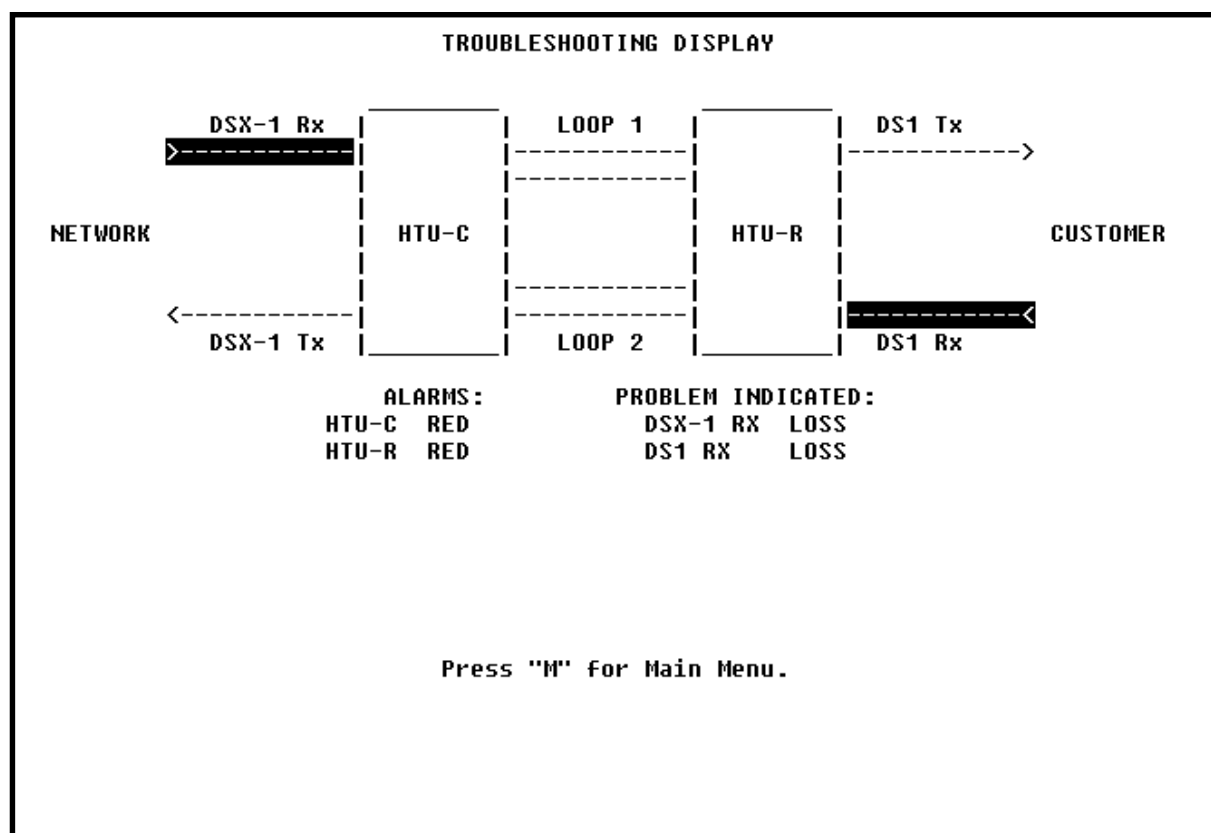 TROUBLESHOOTING DISPLAY
DSX-1 Rx LOOP 1 DS1 Tx
NETWORK HTU-C HTU-R CUSTOMER
DSX-1 Tx LOOP 2 DS1 Rx
ALARMS: PROBLEM INDICATED:
HTU-C RED DSX-1 RX LOSS
HTU-R RED DS1 RX LOSS
Press "M" for Main Menu.